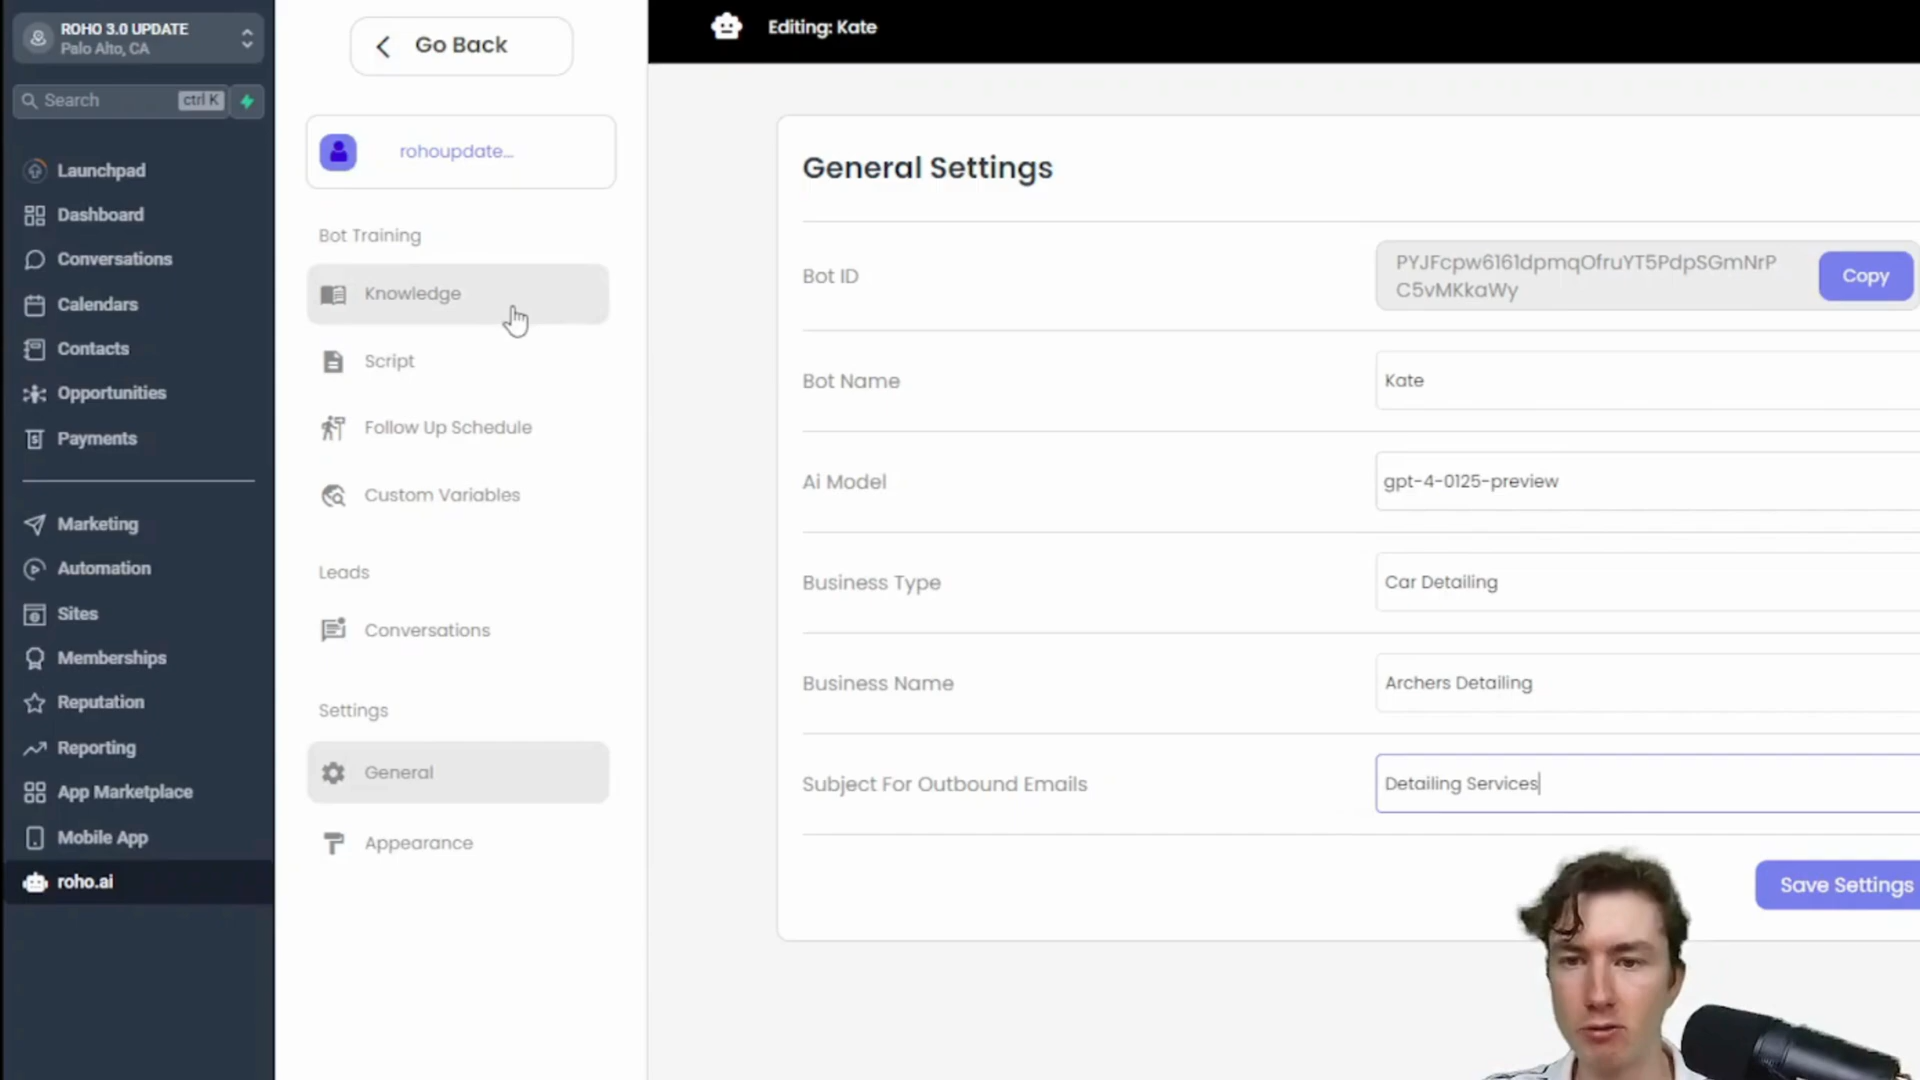 ROHO 3.0 UPDATE
Palo Alto, CA
Search
ctrl K
Launchpad
Dashboard
Conversations
Calendars
Contacts
Opportunities
Payments
Marketing
Automation
Sites
Memberships
Reputation
Reporting
App Marketplace
Mobile App
roho.ai
Go Back
rohoupdate...
Bot Training
Knowledge
Script
Follow Up Schedule
Custom Variables
Leads
Conversations
Settings
General
Appearance
Editing: Kate
General Settings
Bot ID
PYJFcpw6161dpmqOfruYT5PdpSGmNrP
C5vMKkaWy
Copy
Bot Name
Kate
Ai Model
gpt-4-0125-preview
Business Type
Car Detailing
Business Name
Archers Detailing
Subject For Outbound Emails
Detailing Services
Save Settings